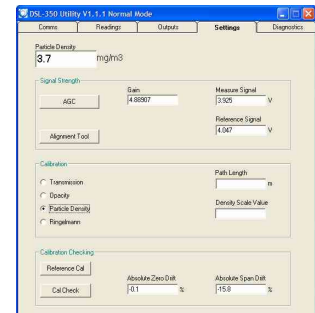 DSL-350 Utility V1.1.1 Normal Mode
Comms Readings Outputs Settings Diagnostics
Particle Density
3.7 mg/m3
Signal Strength
Gain Measure Signal
AGC 4.88907 3.925 V
Reference Signal
4.047 V
Alignment Tool
Calibration
Path Length
Transmission m
Opacity
Density Scale Value
Particle Density
Ringelmann
Calibration Checking
Reference Cal
Absolute Zero Drift Absolute Span Drift
Cal Check -0.1 % -15.8 %